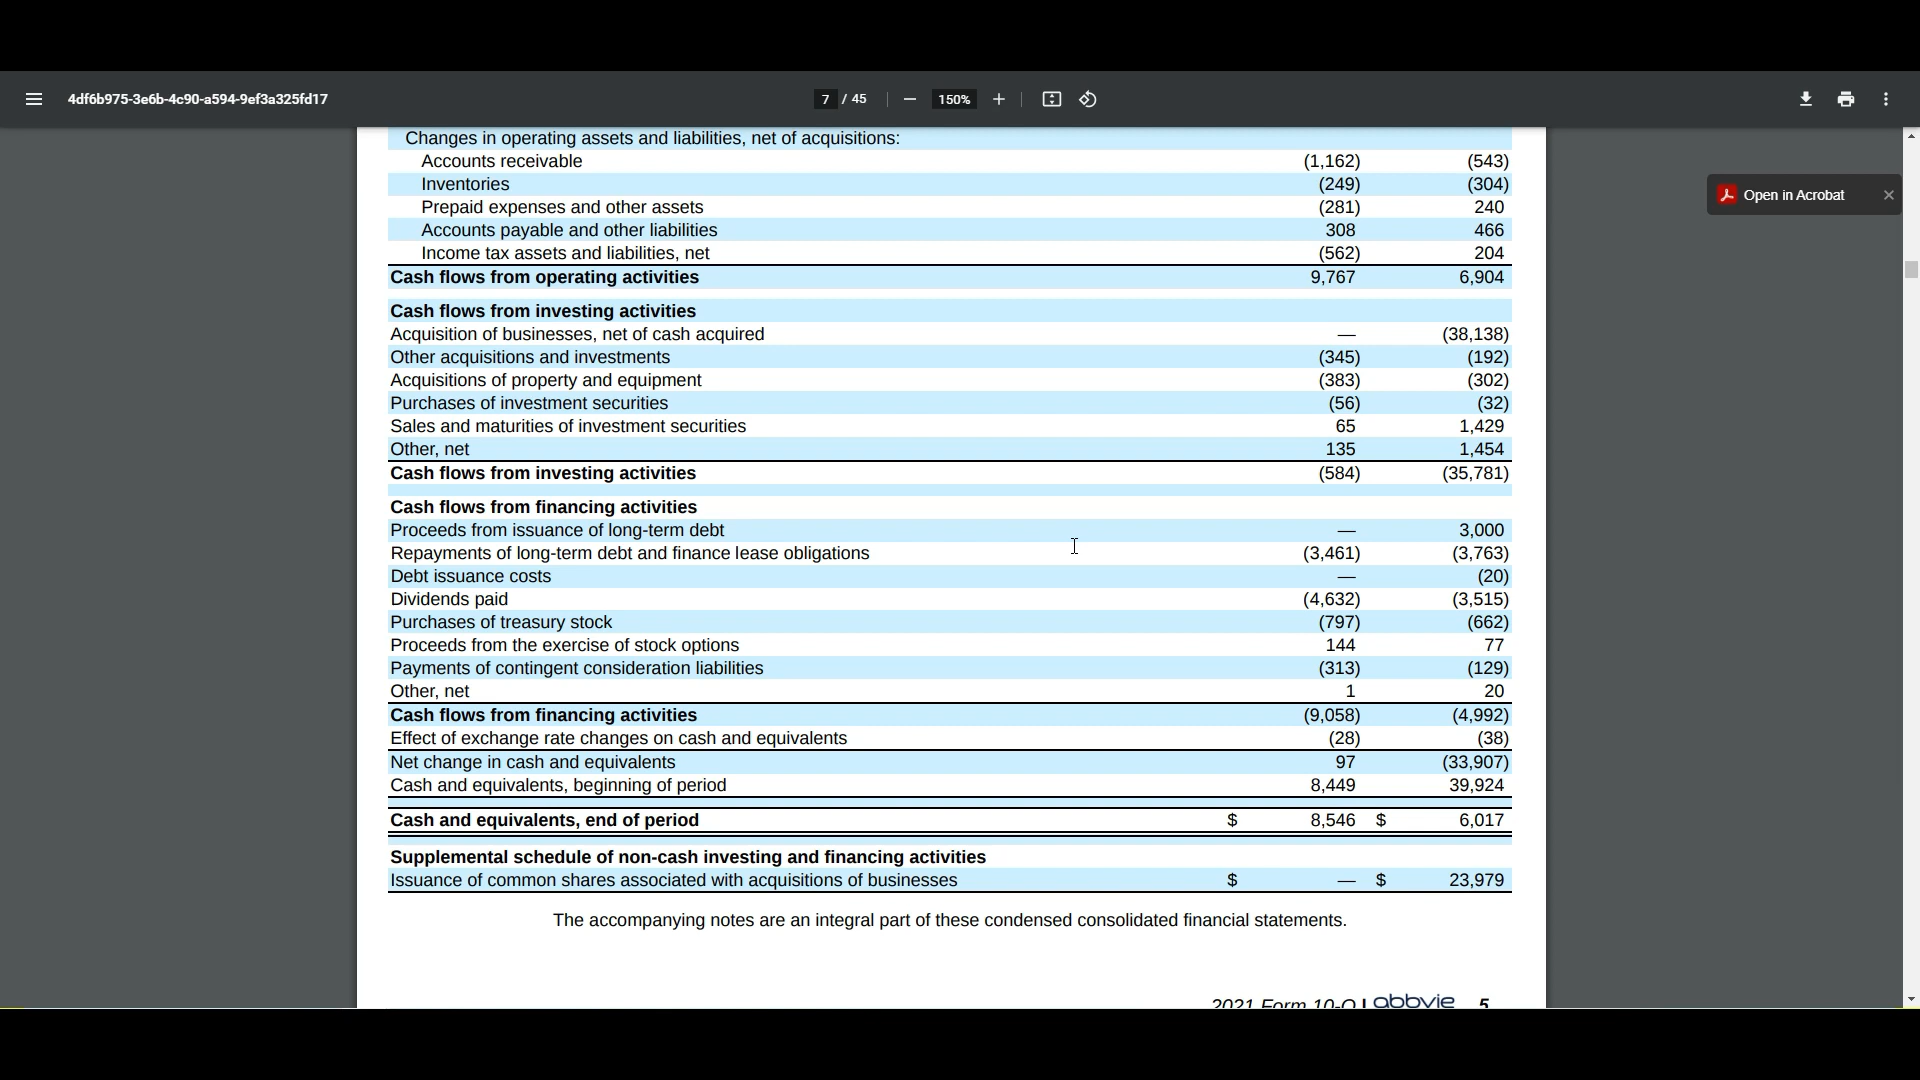 4df6b975-3e6b-4c90-a594-9ef3a325fd17 7 / 45 150%
Open in Acrobat
Changes in operating assets and liabilities, net of acquisitions:
Accounts receivable (1,162) (543)
Inventories (249) (304)
Prepaid expenses and other assets (281) 240
Accounts payable and other liabilities 308 466
Income tax assets and liabilities, net (562) 204
Cash flows from operating activities 9,767 6,904
Cash flows from investing activities
Acquisition of businesses, net of cash acquired — (38,138)
Other acquisitions and investments (345) (192)
Acquisitions of property and equipment (383) (302)
Purchases of investment securities (56) (32)
Sales and maturities of investment securities 65 1,429
Other, net 135 1,454
Cash flows from investing activities (584) (35,781)
Cash flows from financing activities
Proceeds from issuance of long-term debt — 3,000
Repayments of long-term debt and finance lease obligations (3,461) (3,763)
Debt issuance costs — (20)
Dividends paid (4,632) (3,515)
Purchases of treasury stock (797) (662)
Proceeds from the exercise of stock options 144 77
Payments of contingent consideration liabilities (313) (129)
Other, net 1 20
Cash flows from financing activities (9,058) (4,992)
Effect of exchange rate changes on cash and equivalents (28) (38)
Net change in cash and equivalents 97 (33,907)
Cash and equivalents, beginning of period 8,449 39,924
Cash and equivalents, end of period $ 8,546 $ 6,017
Supplemental schedule of non-cash investing and financing activities
Issuance of common shares associated with acquisitions of businesses $ — $ 23,979
The accompanying notes are an integral part of these condensed consolidated financial statements.
2021 Form 10-Q | abbvie 5